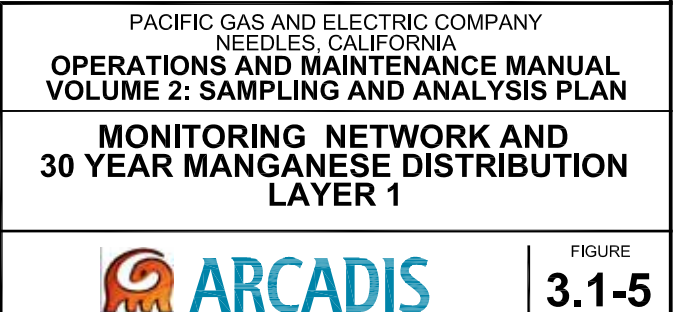 PACIFIC GAS AND ELECTRIC COMPANY
NEEDLES, CALIFORNIA
OPERATIONS AND MAINTENANCE MANUAL
VOLUME 2: SAMPLING AND ANALYSIS PLAN
MONITORING NETWORK AND
30 YEAR MANGANESE DISTRIBUTION
LAYER 1
ARCADIS
FIGURE
3.1-5